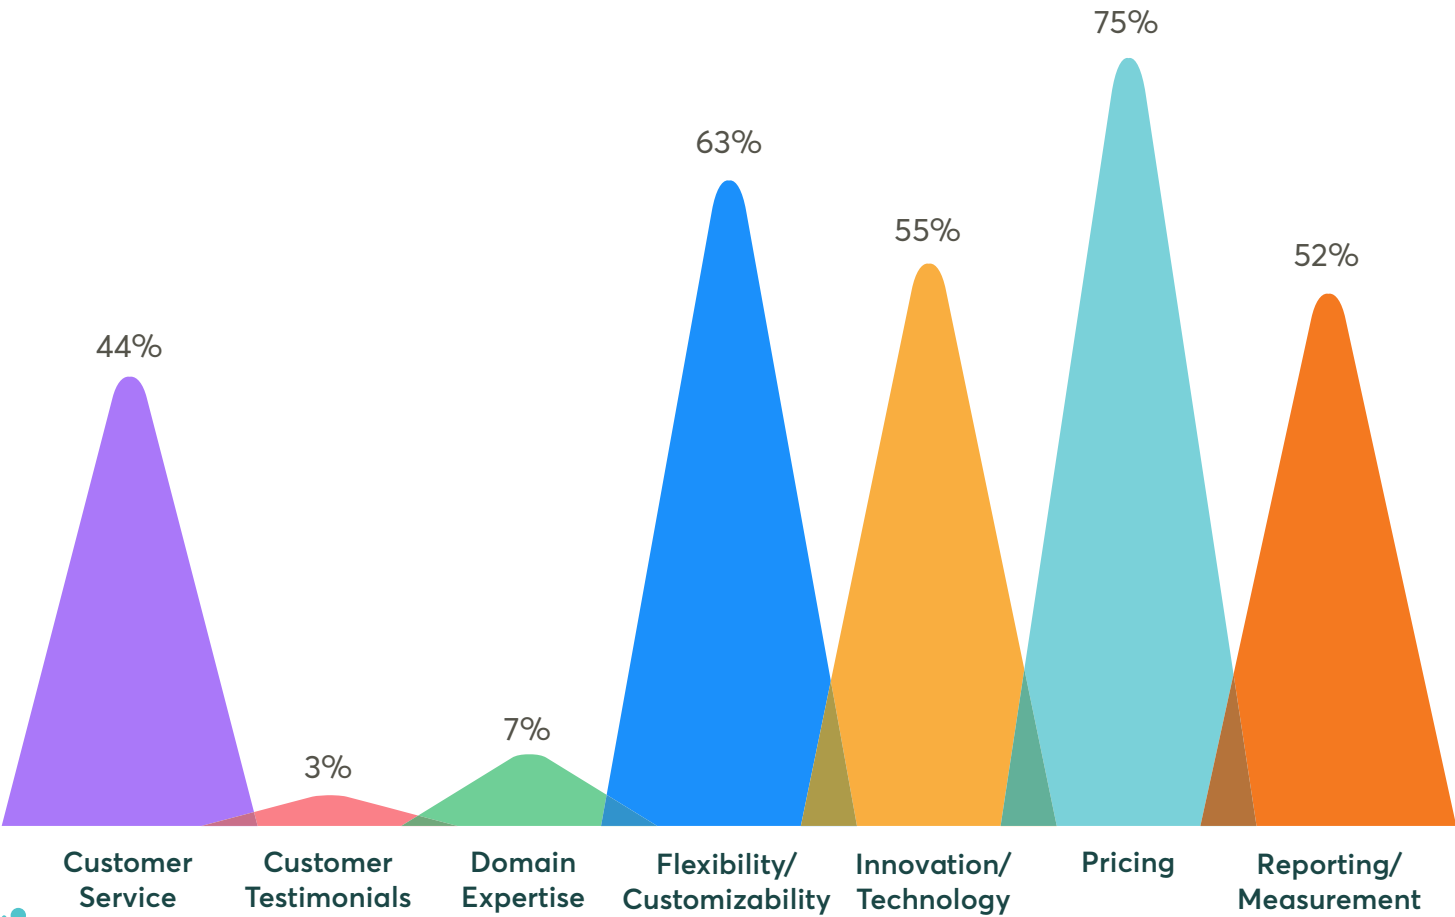 75%
63%
55%
52%
44%
7%
3%
Customer
Service
Customer
Testimonials
Domain
Expertise
Flexibility/
Customizability
Innovation/
Technology
Pricing
Reporting/
Measurement